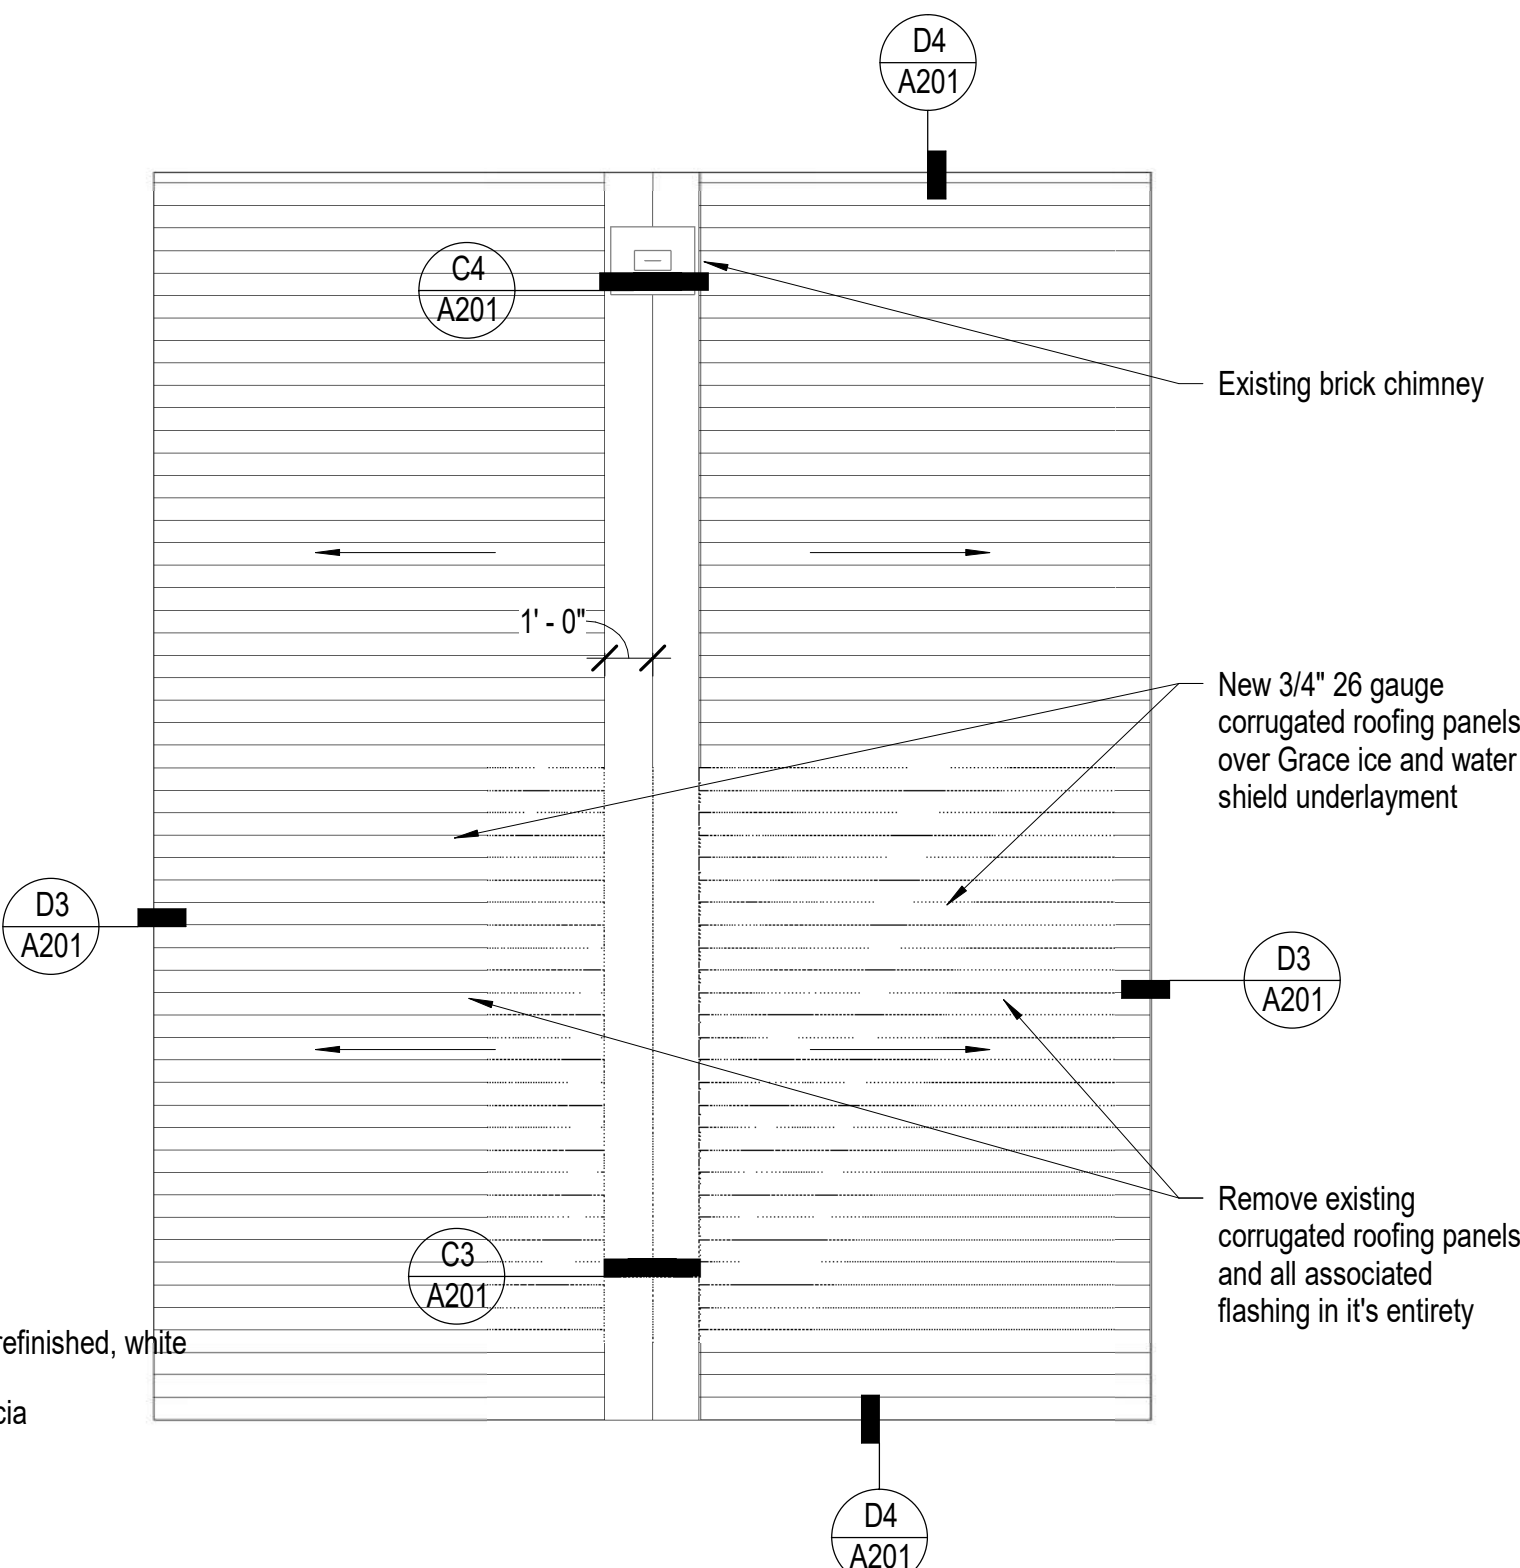 D4
A201
C4
A201
Existing brick chimney
1' - 0"
New 3/4" 26 gauge
corrugated roofing panels
over Grace ice and water
shield underlayment
D3
A201
D3
A201
Remove existing
corrugated roofing panels
and all associated
flashing in it's entirety
C3
A201
refinished, white
cia
D4
A201